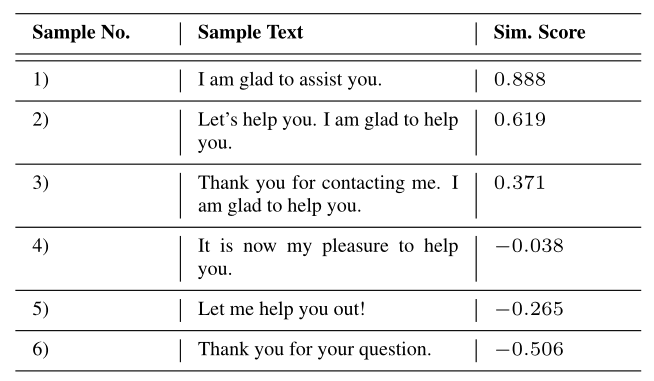 Sample No. Sample Text Sim. Score
1) I am glad to assist you. 0.888
2) Let's help you. I am glad to help 0.619
you.
3) Thank you for contacting me. I 0.371
am glad to help you.
4) It is now my pleasure to help −0.038
you.
5) Let me help you out! −0.265
6) Thank you for your question. −0.506